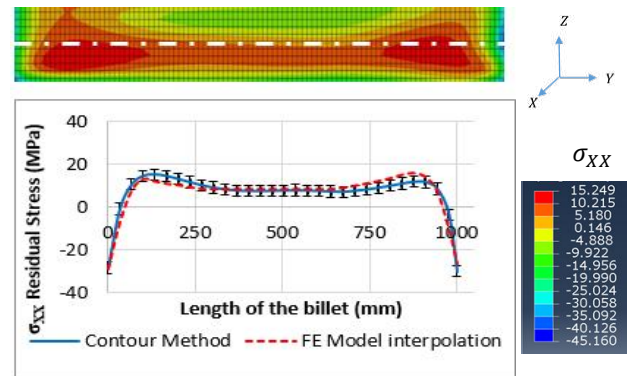 Z
Y
X
σXX
15.249
10.215
5.180
0.146
-4.888
-9.922
-14.956
-19.990
-25.024
-30.058
-35.092
-40.126
-45.160
σXX Residual Stress (MPa)
40
20
0
-20
-40
0
250
500
750
1000
Length of the billet (mm)
Contour Method
FE Model interpolation